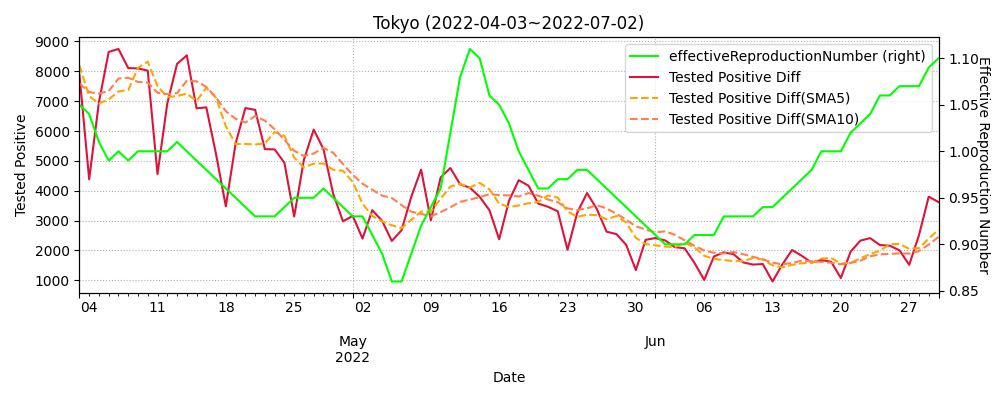 Tokyo (2022-04-03~2022-07-02)
effectiveReproductionNumber (right)
Tested Positive Diff
Tested Positive Diff(SMA5)
Tested Positive Diff(SMA10)
Tested Positive
9000
8000
7000
6000
5000
4000
3000
2000
1000
1.10
1.05
1.00
0.95
0.90
0.85
Effective Reproduction Number
04 11 18 25 02 09 16 23 30 06 13 20 27
May Jun
2022
Date